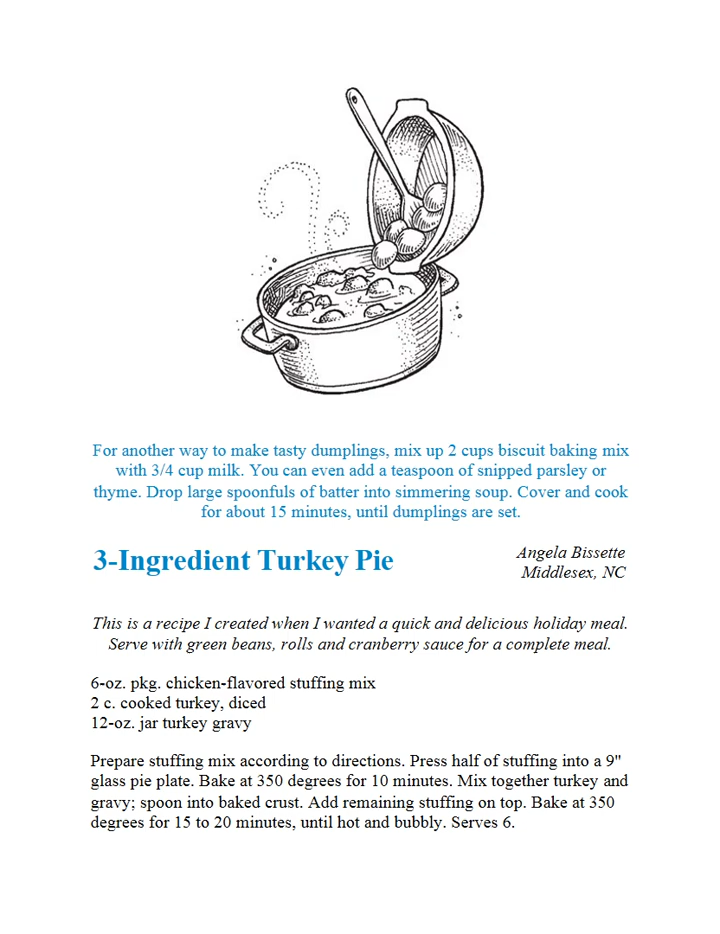 For another way to make tasty dumplings, mix up 2 cups biscuit baking mix
with 3/4 cup milk. You can even add a teaspoon of snipped parsley or
thyme. Drop large spoonfuls of batter into simmering soup. Cover and cook
for about 15 minutes, until dumplings are set.
3-Ingredient Turkey Pie
Angela Bissette
Middlesex, NC
This is a recipe I created when I wanted a quick and delicious holiday meal.
Serve with green beans, rolls and cranberry sauce for a complete meal.
6-oz. pkg. chicken-flavored stuffing mix
2 c. cooked turkey, diced
12-oz. jar turkey gravy
Prepare stuffing mix according to directions. Press half of stuffing into a 9"
glass pie plate. Bake at 350 degrees for 10 minutes. Mix together turkey and
gravy; spoon into baked crust. Add remaining stuffing on top. Bake at 350
degrees for 15 to 20 minutes, until hot and bubbly. Serves 6.